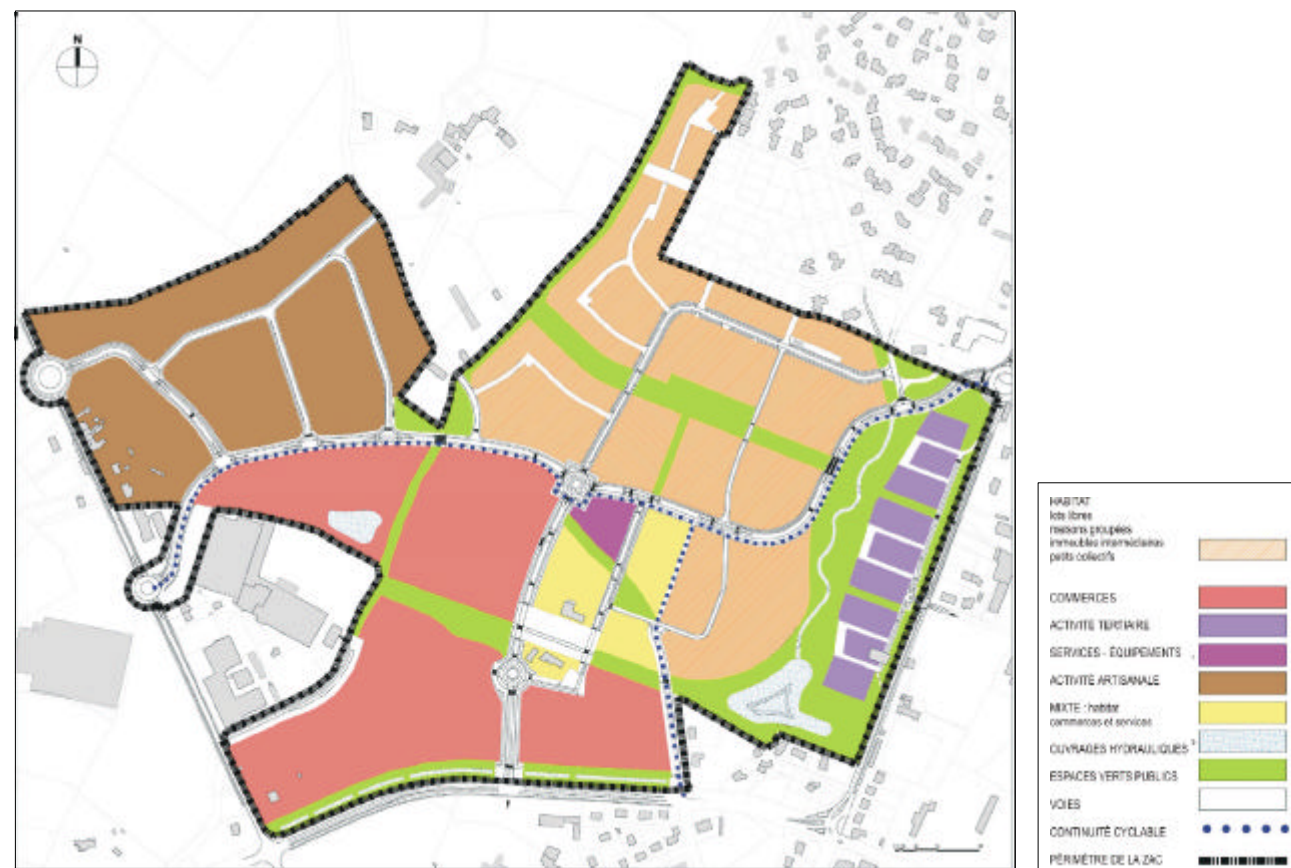 N
HABITAT
lots libres
maisons groupées
immeubles intermédiaires
petits collectifs
COMMERCES
ACTIVITÉ TERTIAIRE
SERVICES - ÉQUIPEMENTS
ACTIVITÉ ARTISANALE
MIXTE : habitat
commerces et services
OUVRAGES HYDRAULIQUES
ESPACES VERTS PUBLICS
VOIES
CONTINUITÉ CYCLABLE
PÉRIMÈTRE DE LA ZAC